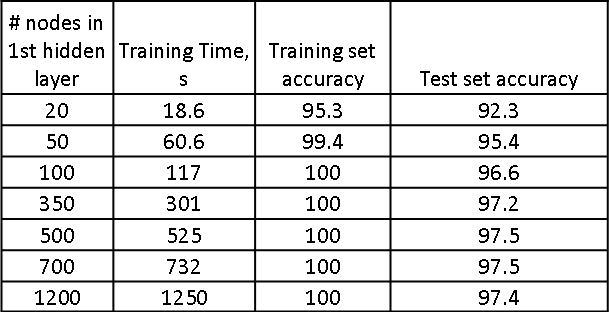 # nodes in
1st hidden
layer
Training Time,
s
Training set
accuracy
Test set accuracy
20 18.6 95.3 92.3
50 60.6 99.4 95.4
100 117 100 96.6
350 301 100 97.2
500 525 100 97.5
700 732 100 97.5
1200 1250 100 97.4